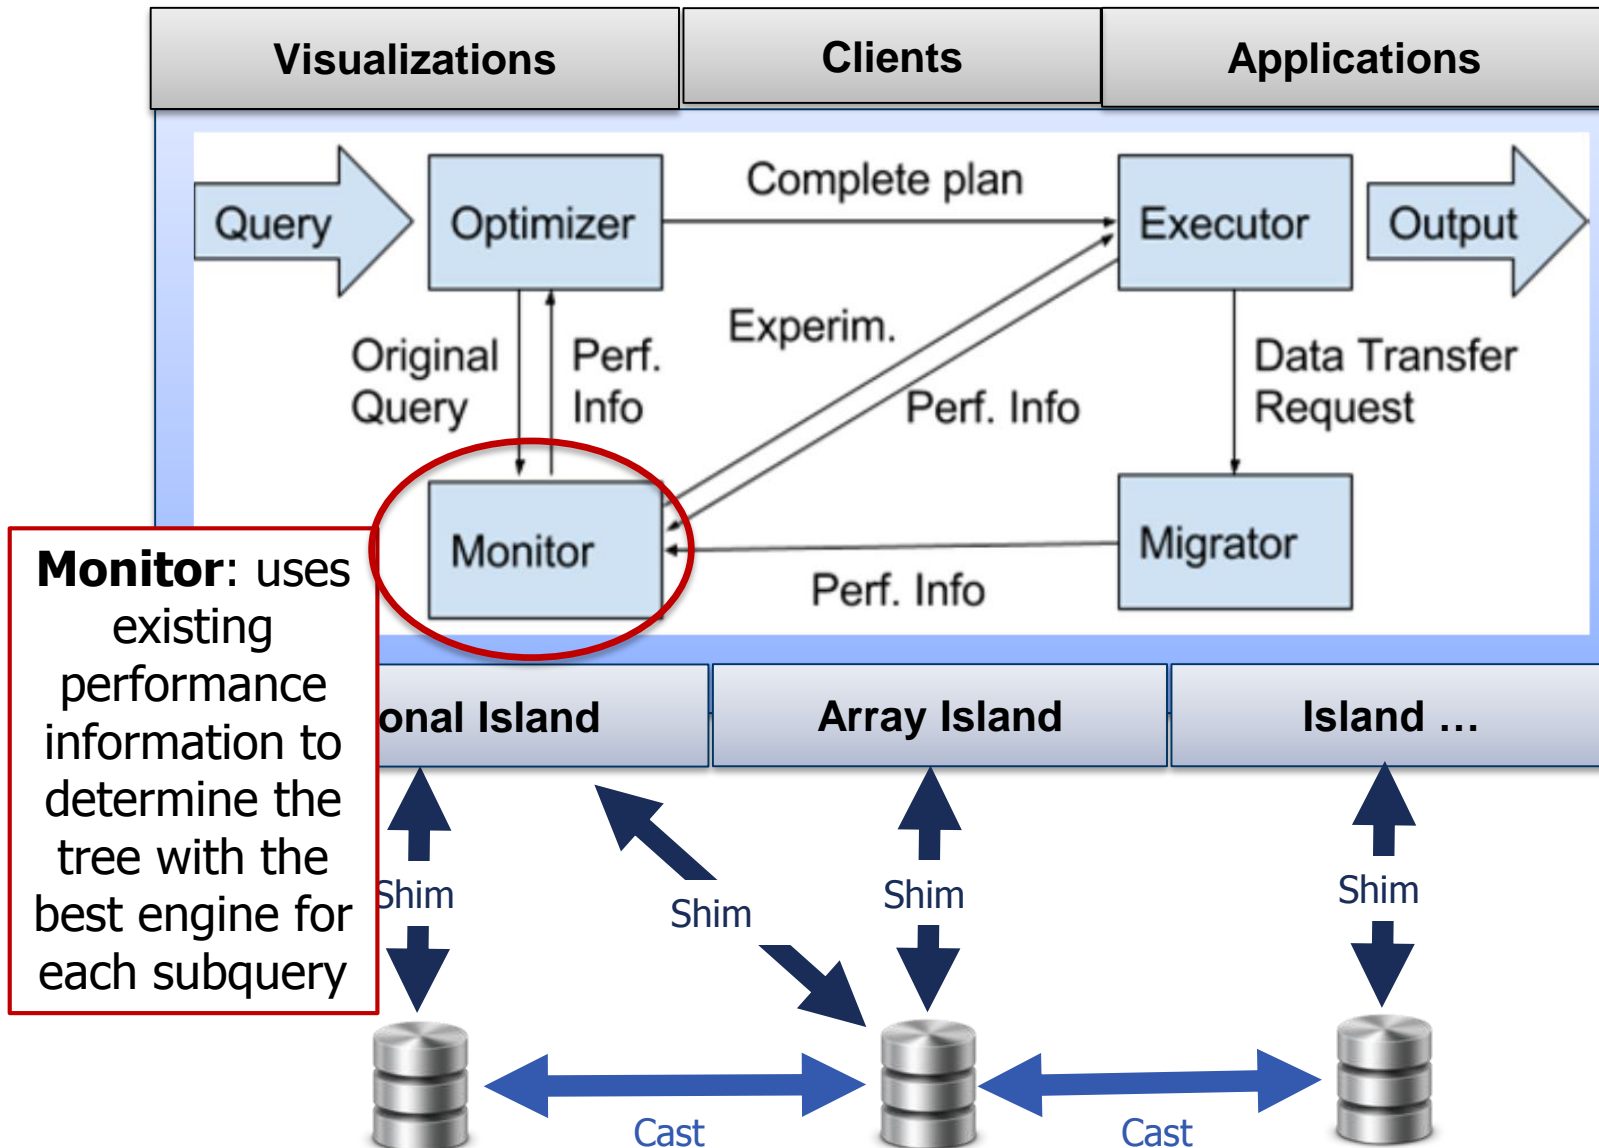 Visualizations
Clients
Applications
Query
Optimizer
Complete plan
Executor
Output
Original
Query
Perf.
Info
Experim.
Perf. Info
Data Transfer
Request
Monitor
Perf. Info
Migrator
Monitor: uses
existing
performance
information to
determine the
tree with the
best engine for
each subquery
onal Island
Array Island
Island ...
Shim
Shim
Shim
Shim
Cast
Cast